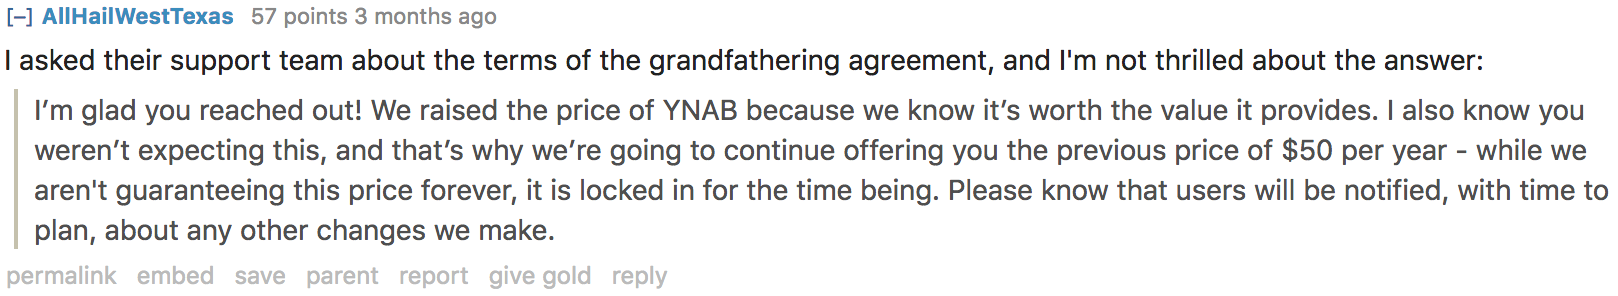 [–] AllHailWestTexas 57 points 3 months ago
I asked their support team about the terms of the grandfathering agreement, and I'm not thrilled about the answer:
I’m glad you reached out! We raised the price of YNAB because we know it’s worth the value it provides. I also know you
weren’t expecting this, and that’s why we’re going to continue offering you the previous price of $50 per year - while we
aren't guaranteeing this price forever, it is locked in for the time being. Please know that users will be notified, with time to
plan, about any other changes we make.
permalink embed save parent report give gold reply